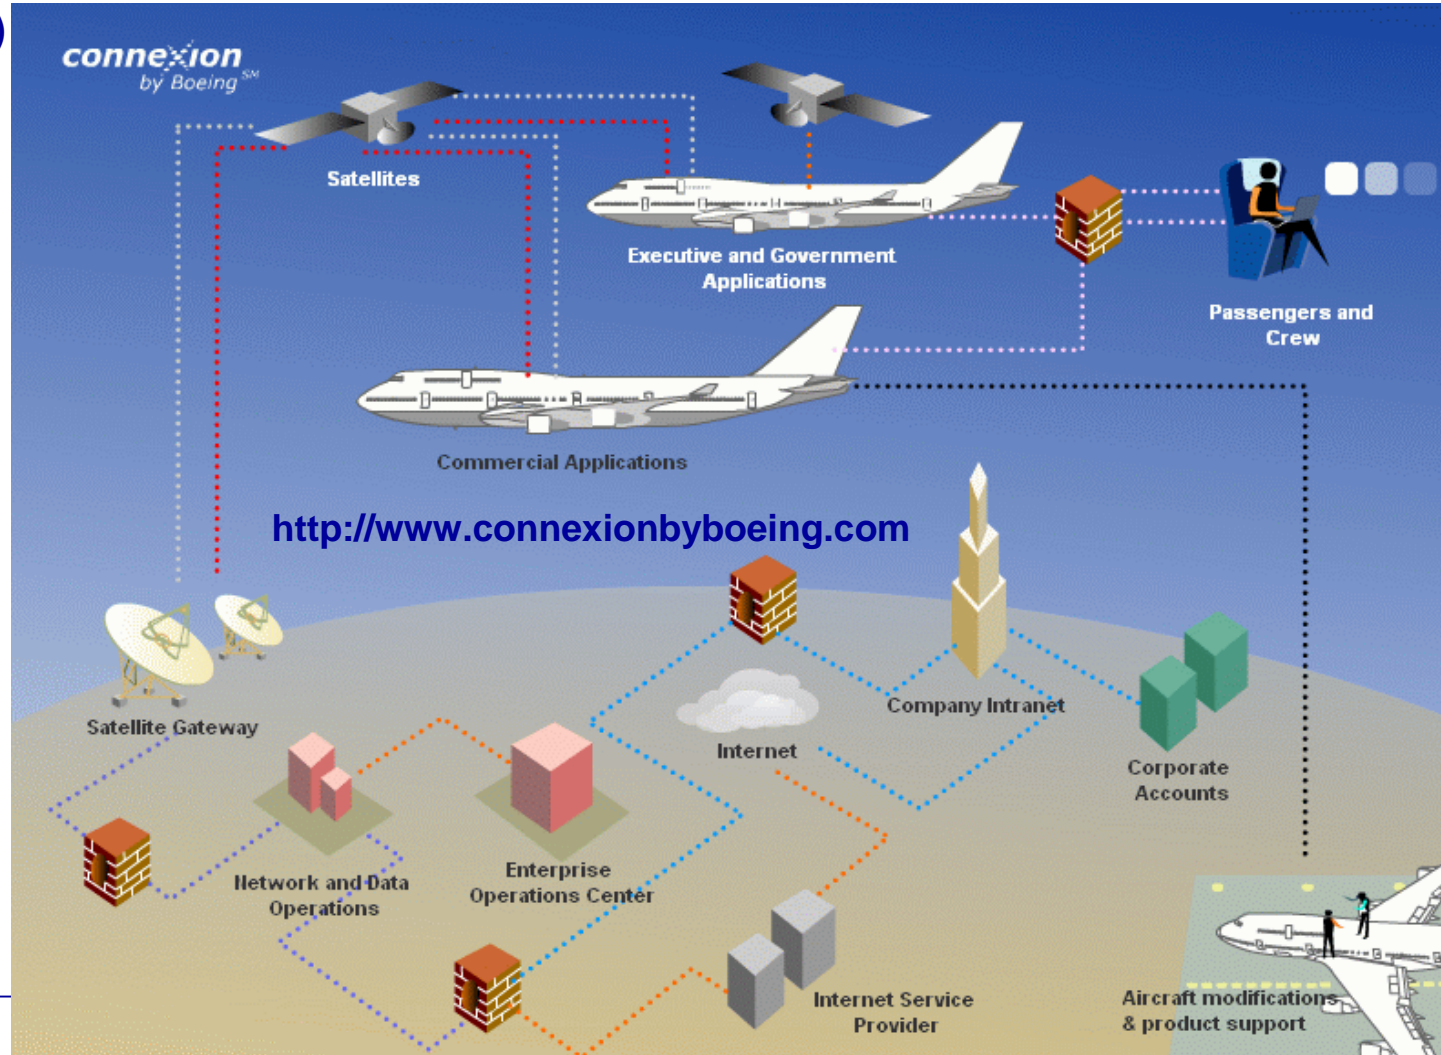 )
connexion
by Boeing SM
Satellites
Executive and Government
Applications
Passengers and
Crew
Commercial Applications
http://www.connexionbyboeing.com
Satellite Gateway
Company Intranet
Internet
Corporate
Accounts
Network and Data
Operations
Enterprise
Operations Center
Internet Service
Provider
Aircraft modifications
& product support